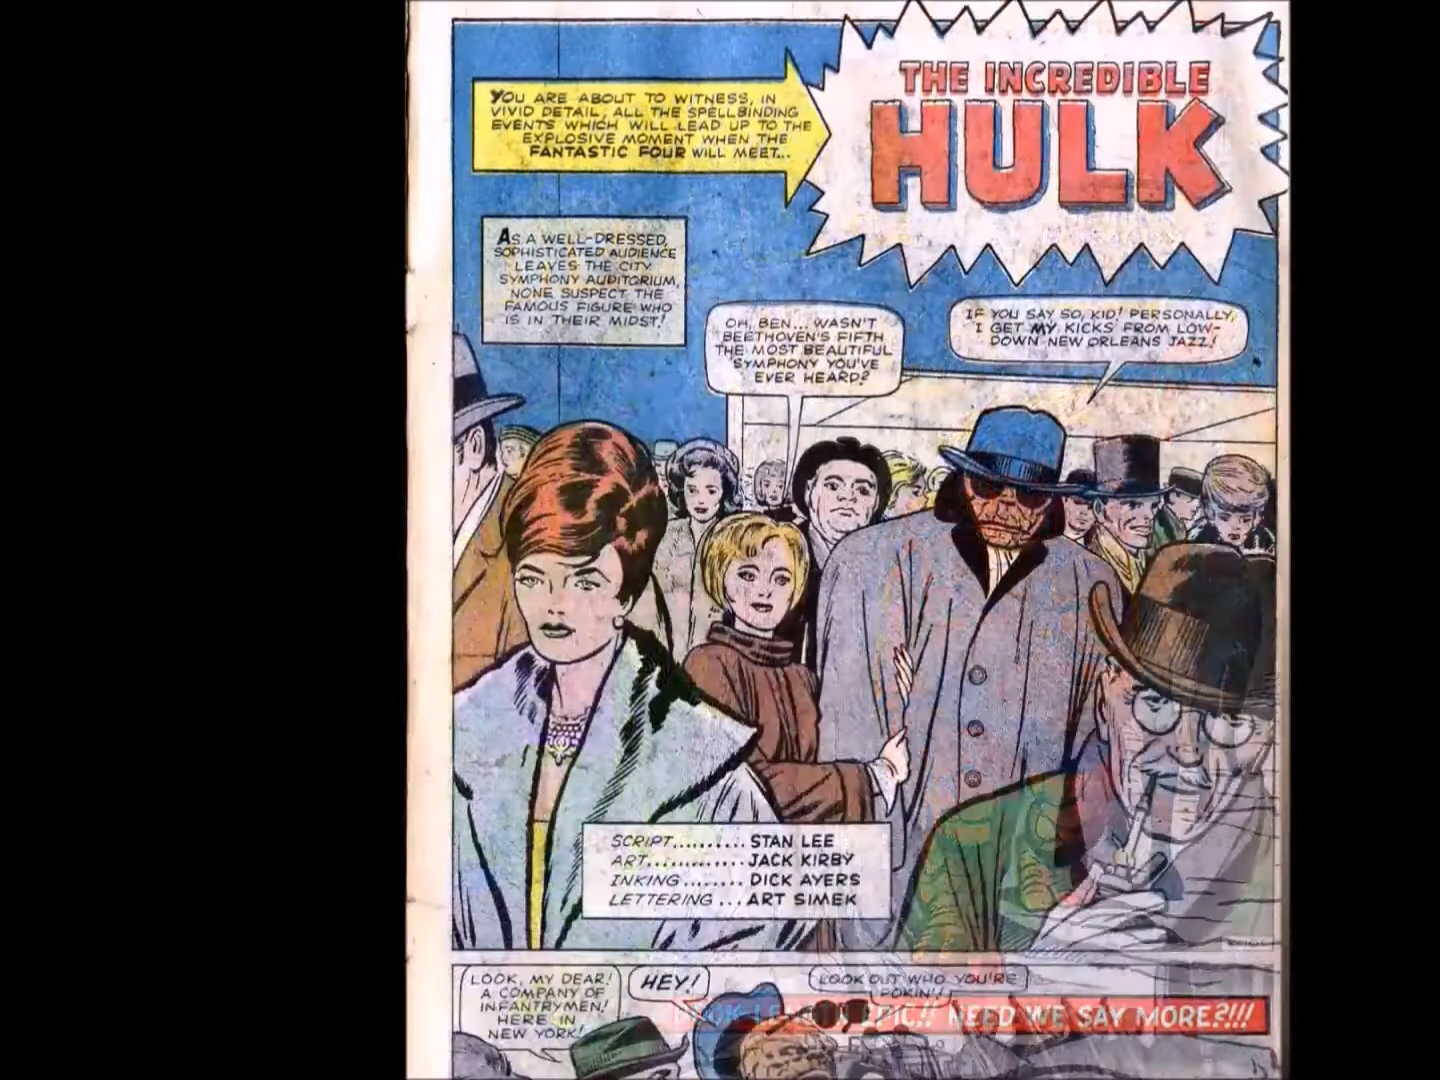 YOU ARE ABOUT TO WITNESS, IN
VIVID DETAIL, ALL THE SPELLBINDING
EVENTS WHICH WILL LEAD UP TO THE
EXPLOSIVE MOMENT WHEN THE
FANTASTIC FOUR WILL MEET...
THE INCREDIBLE
HULK
AS A WELL-DRESSED,
SOPHISTICATED AUDIENCE
LEAVES THE CITY
SYMPHONY AUDITORIUM,
NONE SUSPECT THE
FAMOUS FIGURE WHO
IS IN THEIR MIDST!
OH, BEN... WASN'T
BEETHOVEN'S FIFTH
THE MOST BEAUTIFUL
SYMPHONY YOU'VE
EVER HEARD?
IF YOU SAY SO, KID! PERSONALLY,
I GET MY KICKS FROM LOW-
DOWN NEW ORLEANS JAZZ!
SCRIPT.......... STAN LEE
ART.............. JACK KIRBY
INKING ........ DICK AYERS
LETTERING ... ART SIMEK
LOOK, MY DEAR!
A COMPANY OF
INFANTRYMEN!
HERE IN
NEW YORK!
HEY!
LOOK OUT WHO YOU'RE
POKIN'!
EPIC!! NEED WE SAY MORE?!!!